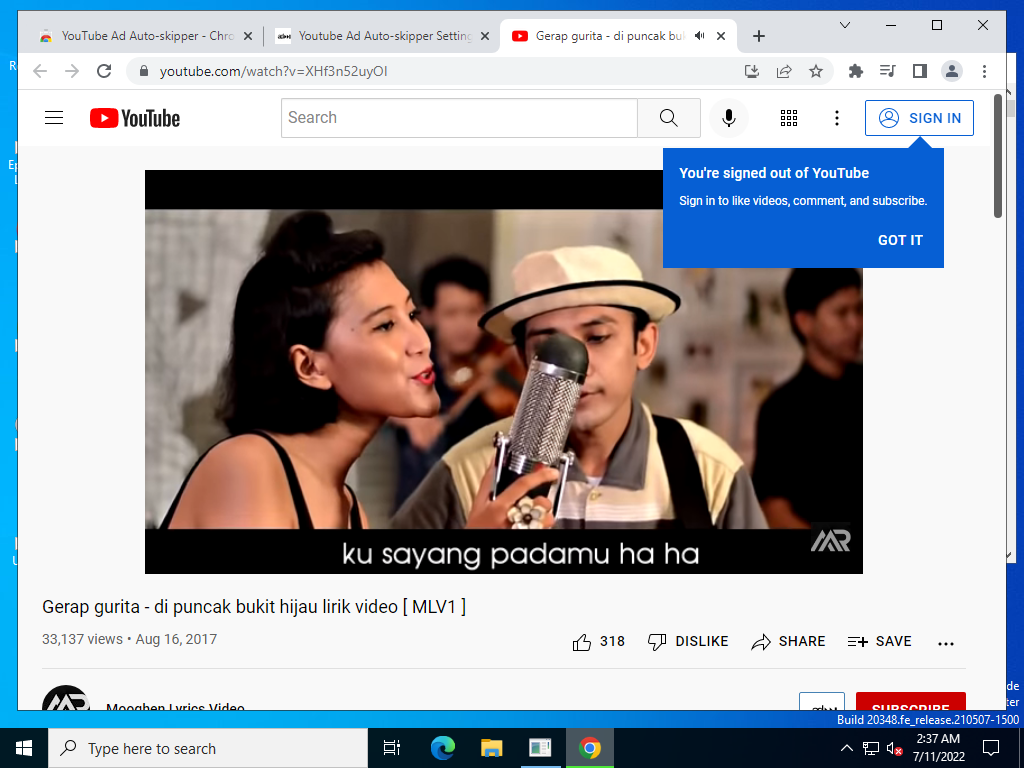 YouTube Ad Auto-skipper - Chro
Youtube Ad Auto-skipper Setting
Gerap gurita - di puncak buk
youtube.com/watch?v=XHf3n52uyOI
YouTube
Search
SIGN IN
You're signed out of YouTube
Sign in to like videos, comment, and subscribe.
GOT IT
ku sayang padamu ha ha
MR
Gerap gurita - di puncak bukit hijau lirik video [ MLV1 ]
33,137 views • Aug 16, 2017
318
DISLIKE
SHARE
SAVE
Mooghen Lyrics Video
SUBSCRIBE
Build 20348.fe_release.210507-1500
Type here to search
2:37 AM
7/11/2022